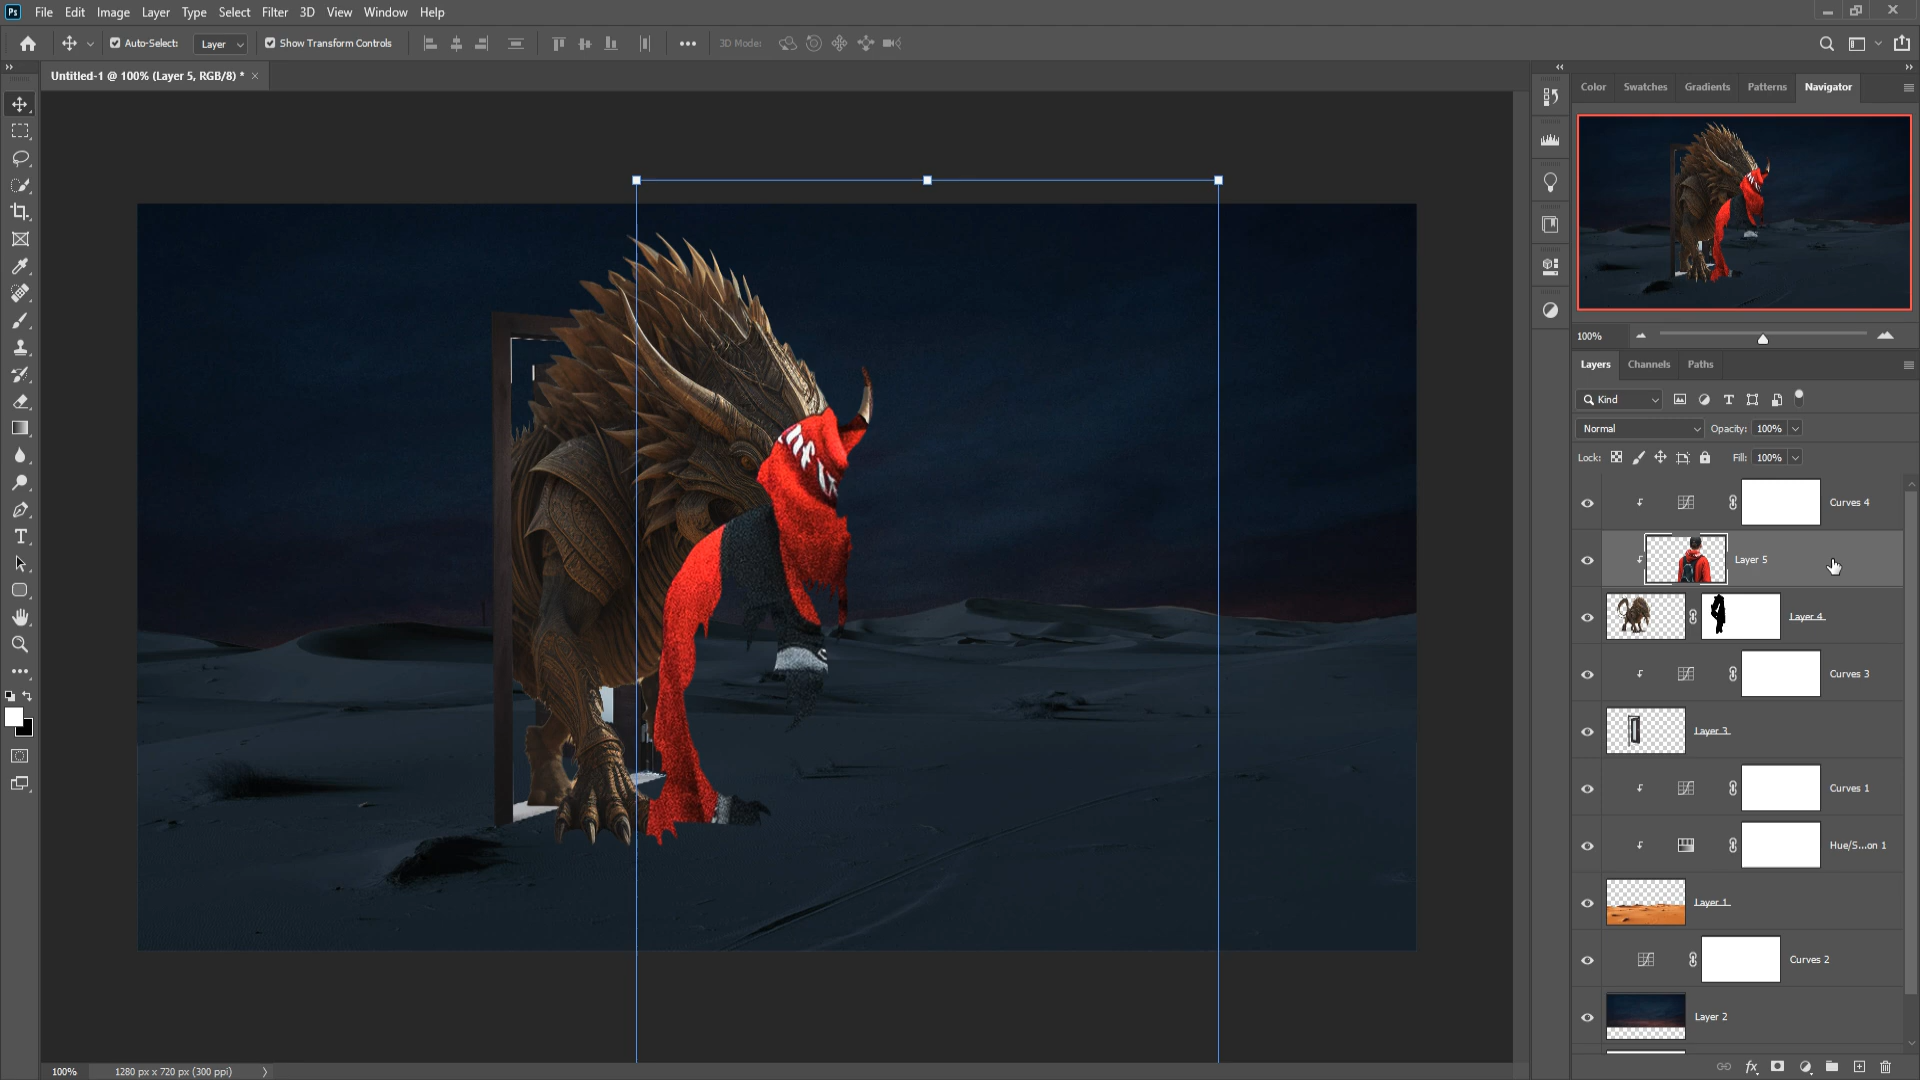 Ps File Edit Image Layer Type Select Filter 3D View Window Help
Auto-Select: Layer Show Transform Controls 3D Mode:
Untitled-1 @ 100% (Layer 5, RGB/8) *
Color Swatches Gradients Patterns Navigator
100%
Layers Channels Paths
Kind
Normal Opacity: 100%
Lock: Fill: 100%
Curves 4
Layer 5
Layer 4
Curves 3
Layer 3
Curves 1
Hue/S...on 1
Layer 1
Curves 2
Layer 2
100% 1280 px x 720 px (300 ppi)